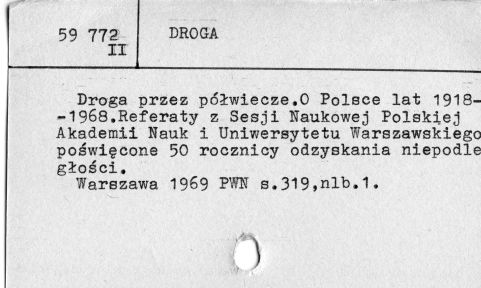 59 772 DROGA
II
Droga przez półwiecze.O Polsce lat 1918-
-1968.Referaty z Sesji Naukowej Polskiej
Akademii Nauk i Uniwersytetu Warszawskiego
poświęcone 50 rocznicy odzyskania niepodle
głości.
Warszawa 1969 PWN s.319,nlb.1.